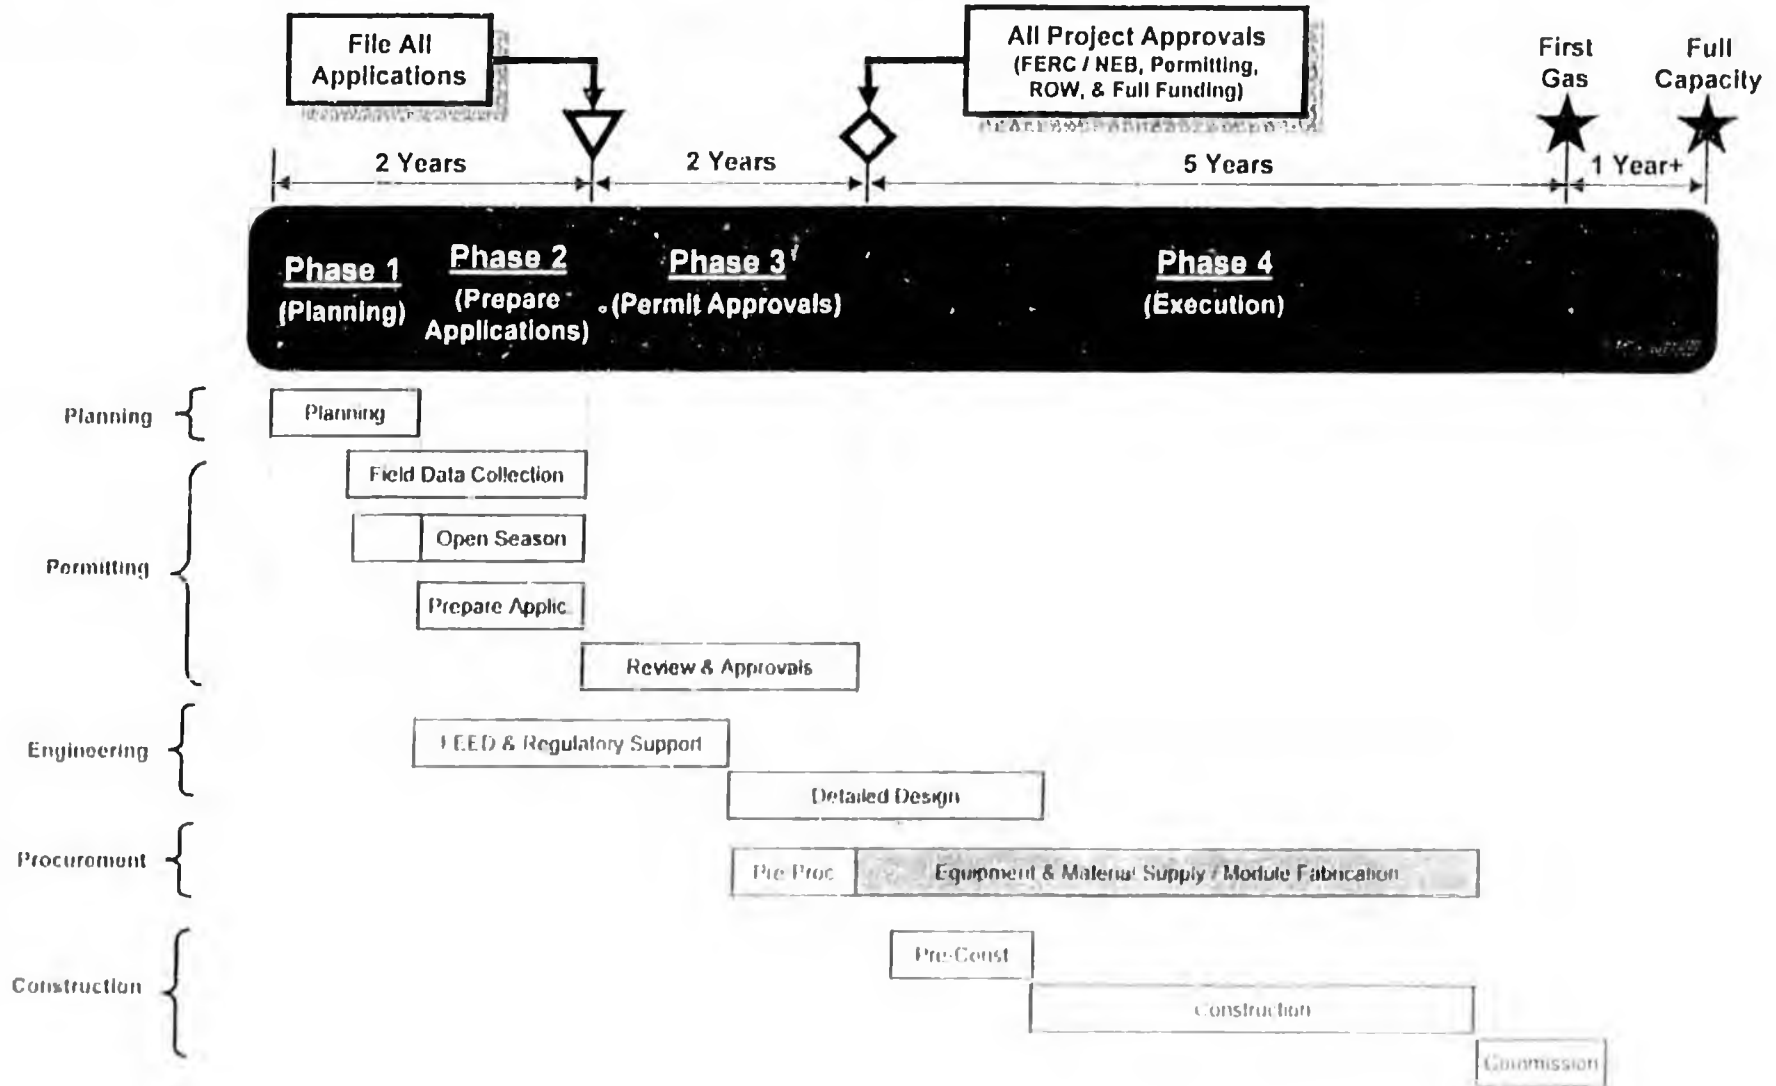 File All
Applications
All Project Approvals
(FERC / NEB, Permitting,
ROW, & Full Funding)
First
Gas
Full
Capacity
2 Years
2 Years
5 Years
1 Year+
Phase 1
(Planning)
Phase 2
(Prepare
Applications)
Phase 3
(Permit Approvals)
Phase 4
(Execution)
Planning
Planning
Permitting
Field Data Collection
Open Season
Prepare Applic.
Review & Approvals
Engineering
FEED & Regulatory Support
Detailed Design
Procurement
Pre-Proc
Equipment & Material Supply / Module Fabrication
Construction
Pre-Const
Construction
Commission